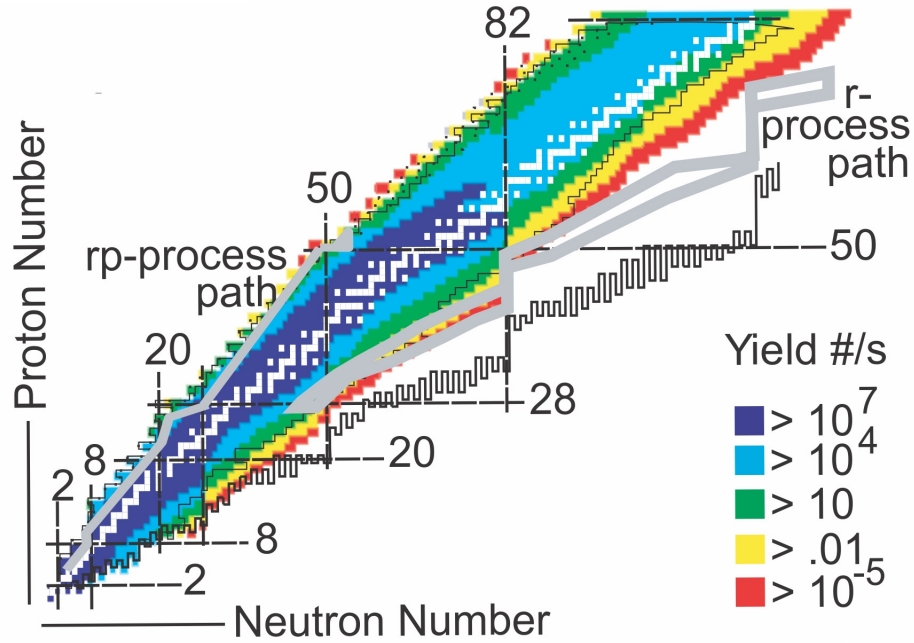 82
r-
process
path
50
rp-process
path
50
20
28
8
20
2
8
2
Proton Number
Neutron Number
Yield #/s
> 10^7
> 10^4
> 10
> .01
> 10^-5